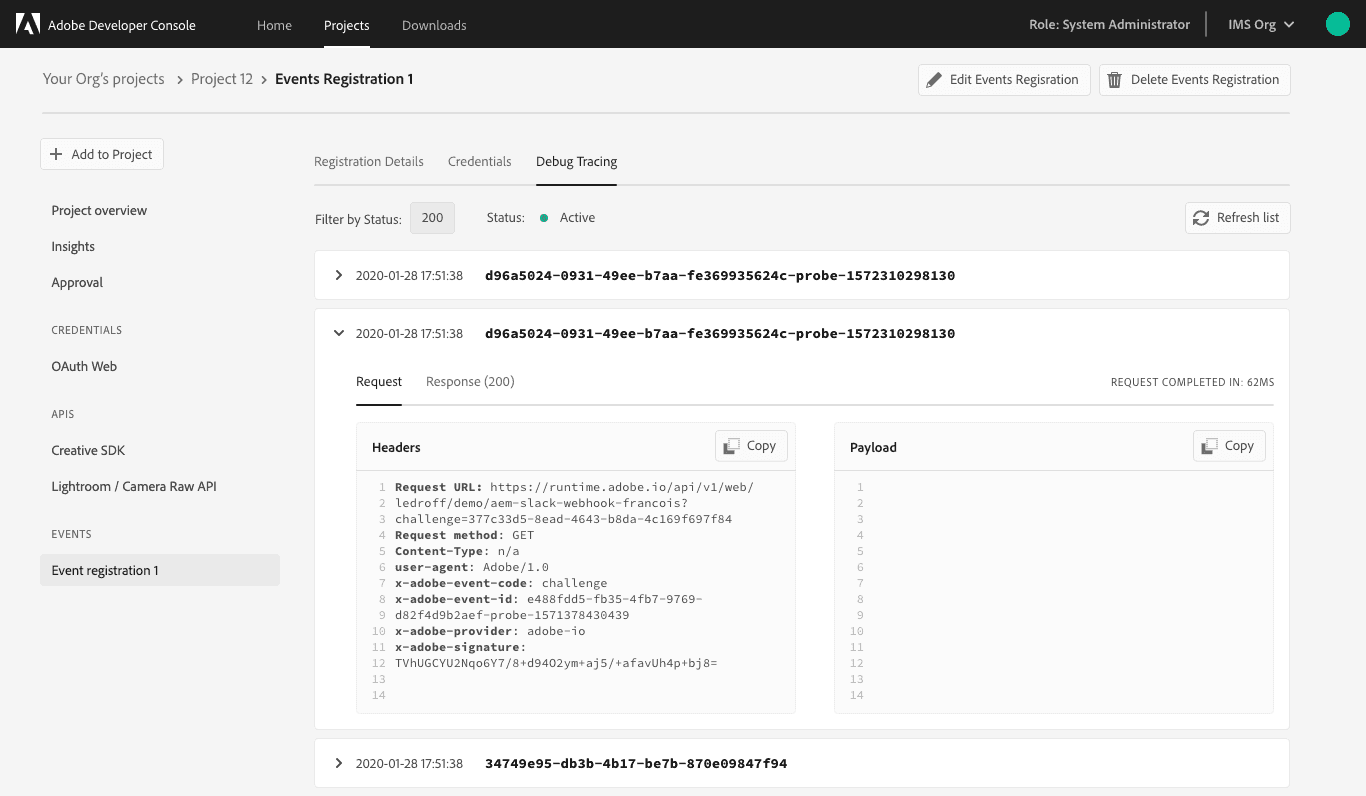 Adobe Developer Console Home Projects Downloads Role: System Administrator IMS Org
Your Org's projects > Project 12 > Events Registration 1 Edit Events Regisration Delete Events Registration
Add to Project
Project overview
Insights
Approval
CREDENTIALS
OAuth Web
APIS
Creative SDK
Lightroom / Camera Raw API
EVENTS
Event registration 1
Registration Details Credentials Debug Tracing
Filter by Status: 200 Status: Active Refresh list
2020-01-28 17:51:38 d96a5024-0931-49ee-b7aa-fe369935624c-probe-1572310298130
2020-01-28 17:51:38 d96a5024-0931-49ee-b7aa-fe369935624c-probe-1572310298130
Request Response (200) REQUEST COMPLETED IN: 62MS
Headers Copy
1 Request URL: https://runtime.adobe.io/api/v1/web/
2 ledroff/demo/aem-slack-webhook-francois?
3 challenge=377c33d5-8ead-4643-b8da-4c169f697f84
4 Request method: GET
5 Content-Type: n/a
6 user-agent: Adobe/1.0
7 x-adobe-event-code: challenge
8 x-adobe-event-id: e488fdd5-fb35-4fb7-9769-
9 d82f4d9b2aef-probe-1571378430439
10 x-adobe-provider: adobe-io
11 x-adobe-signature:
12 TVhUGCYU2Nqo6Y7/8+d94O2ym+aj5/+afavUh4p+bj8=
13
14
Payload Copy
1
2
3
4
5
6
7
8
9
10
11
12
13
14
2020-01-28 17:51:38 34749e95-db3b-4b17-be7b-870e09847f94